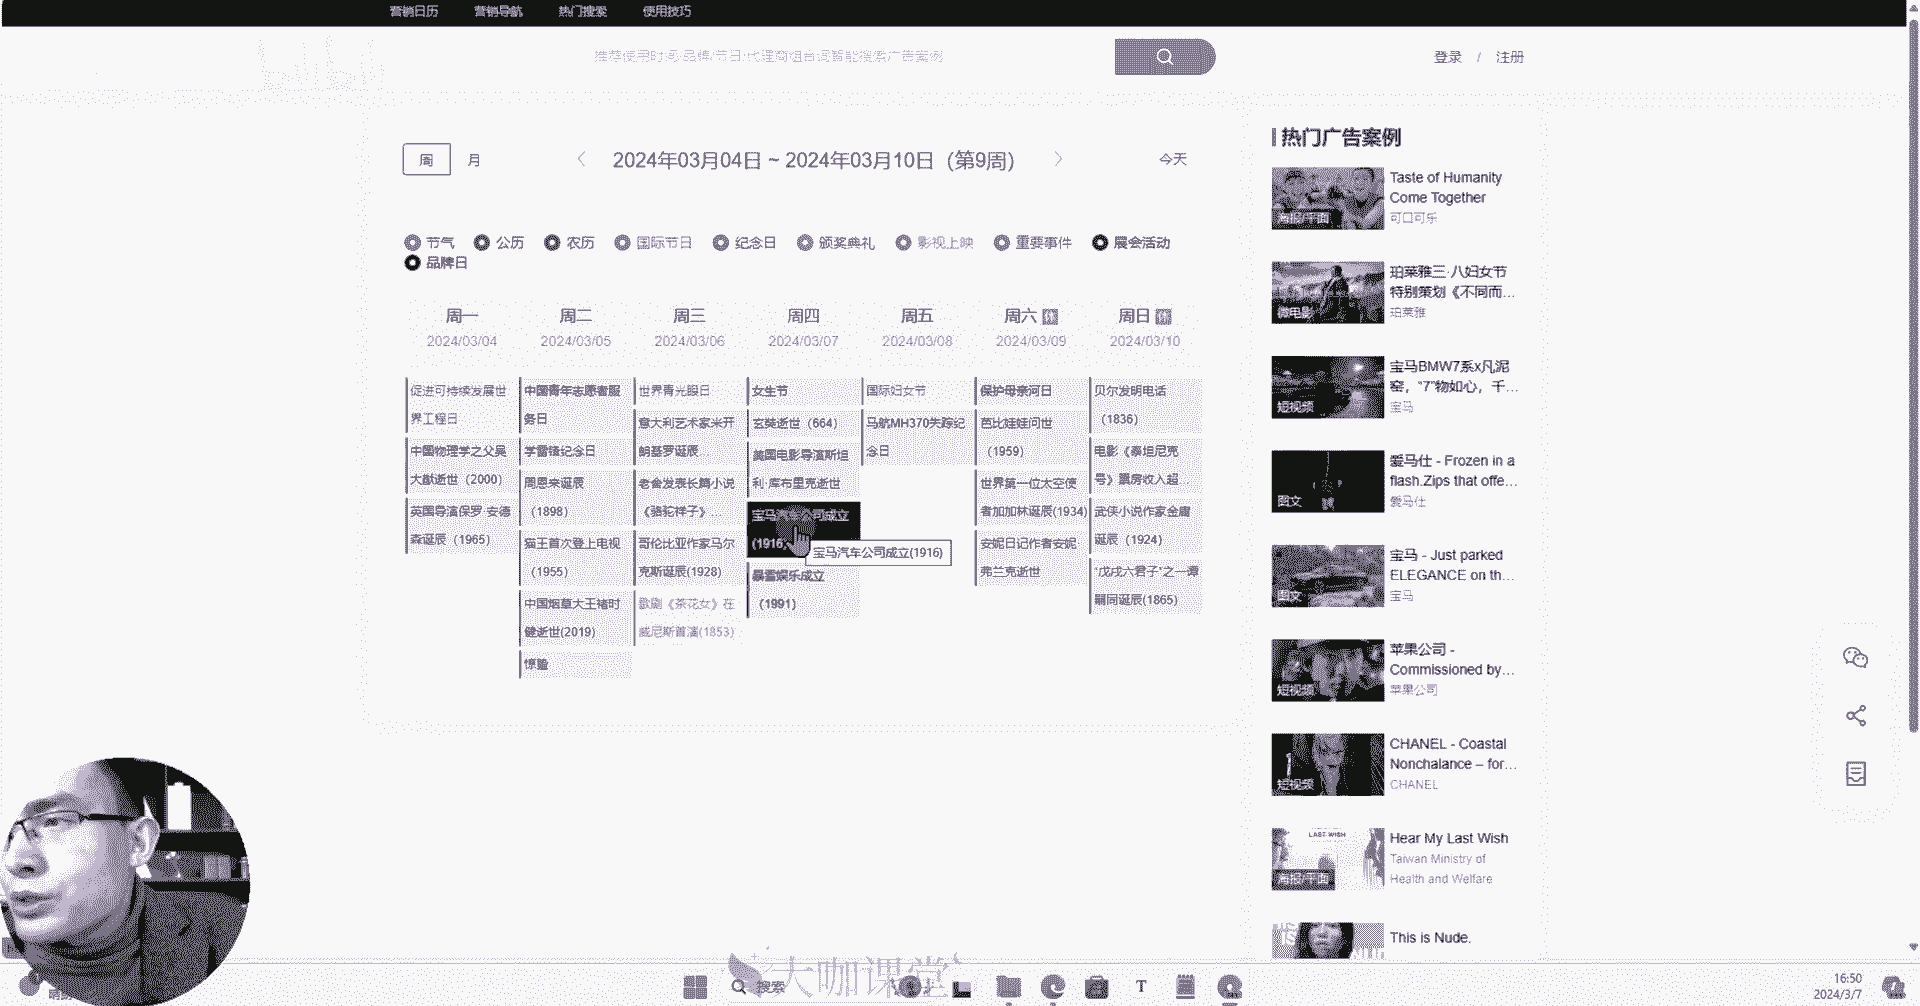 营销日历 营销导航 热门搜索 使用技巧
推荐使用时间/品牌/节日/代理商组合词智能搜索广告案例
登录 / 注册
周 月 2024年03月04日 ~ 2024年03月10日（第9周） 今天
节气 公历 农历 国际节日 纪念日 颁奖典礼 影视上映 重要事件 展会活动
品牌日
周一 周二 周三 周四 周五 周六 休 周日 休
2024/03/04 2024/03/05 2024/03/06 2024/03/07 2024/03/08 2024/03/09 2024/03/10
促进可持续发展世
界工程日
中国物理学之父吴
大猷逝世（2000）
英国导演保罗·安德
森诞辰（1965）
中国青年志愿者服
务日
学雷锋纪念日
周恩来诞辰
（1898）
猫王首次登上电视
（1955）
中国烟草大王褚时
健逝世(2019)
惊蛰
世界青光眼日
意大利艺术家米开
朗基罗诞辰...
老舍发表长篇小说
《骆驼祥子》...
哥伦比亚作家马尔
克斯诞辰(1928)
歌剧《茶花女》在
威尼斯首演(1853)
女生节
玄奘逝世（664）
美国电影导演斯坦
利·库布里克逝世
宝马汽车公司成立
(1916)
宝马汽车公司成立(1916)
暴雪娱乐成立
（1991）
国际妇女节
马航MH370失踪纪
念日
保护母亲河日
芭比娃娃问世
（1959）
世界第一位太空使
者加加林诞辰(1934)
安妮日记作者安妮·
弗兰克逝世
贝尔发明电话
（1836）
电影《泰坦尼克
号》票房收入超...
武侠小说作家金庸
诞辰（1924）
“戊戌六君子”之一谭
嗣同诞辰(1865)
热门广告案例
Taste of Humanity
Come Together
可口可乐
海报/平面
珀莱雅三·八妇女节
特别策划《不同而...
珀莱雅
微电影
宝马BMW7系x凡泥
窑，“7”物如心，千...
宝马
短视频
爱马仕 - Frozen in a
flash.Zips that offe...
爱马仕
图文
宝马 - Just parked
ELEGANCE on th...
宝马
图文
苹果公司 -
Commissioned by...
苹果公司
短视频
CHANEL - Coastal
Nonchalance – for...
CHANEL
短视频
Hear My Last Wish
Taiwan Ministry of
Health and Welfare
LAST WISH
海报/平面
This is Nude.
大咖课堂
搜索
16:50
2024/3/7